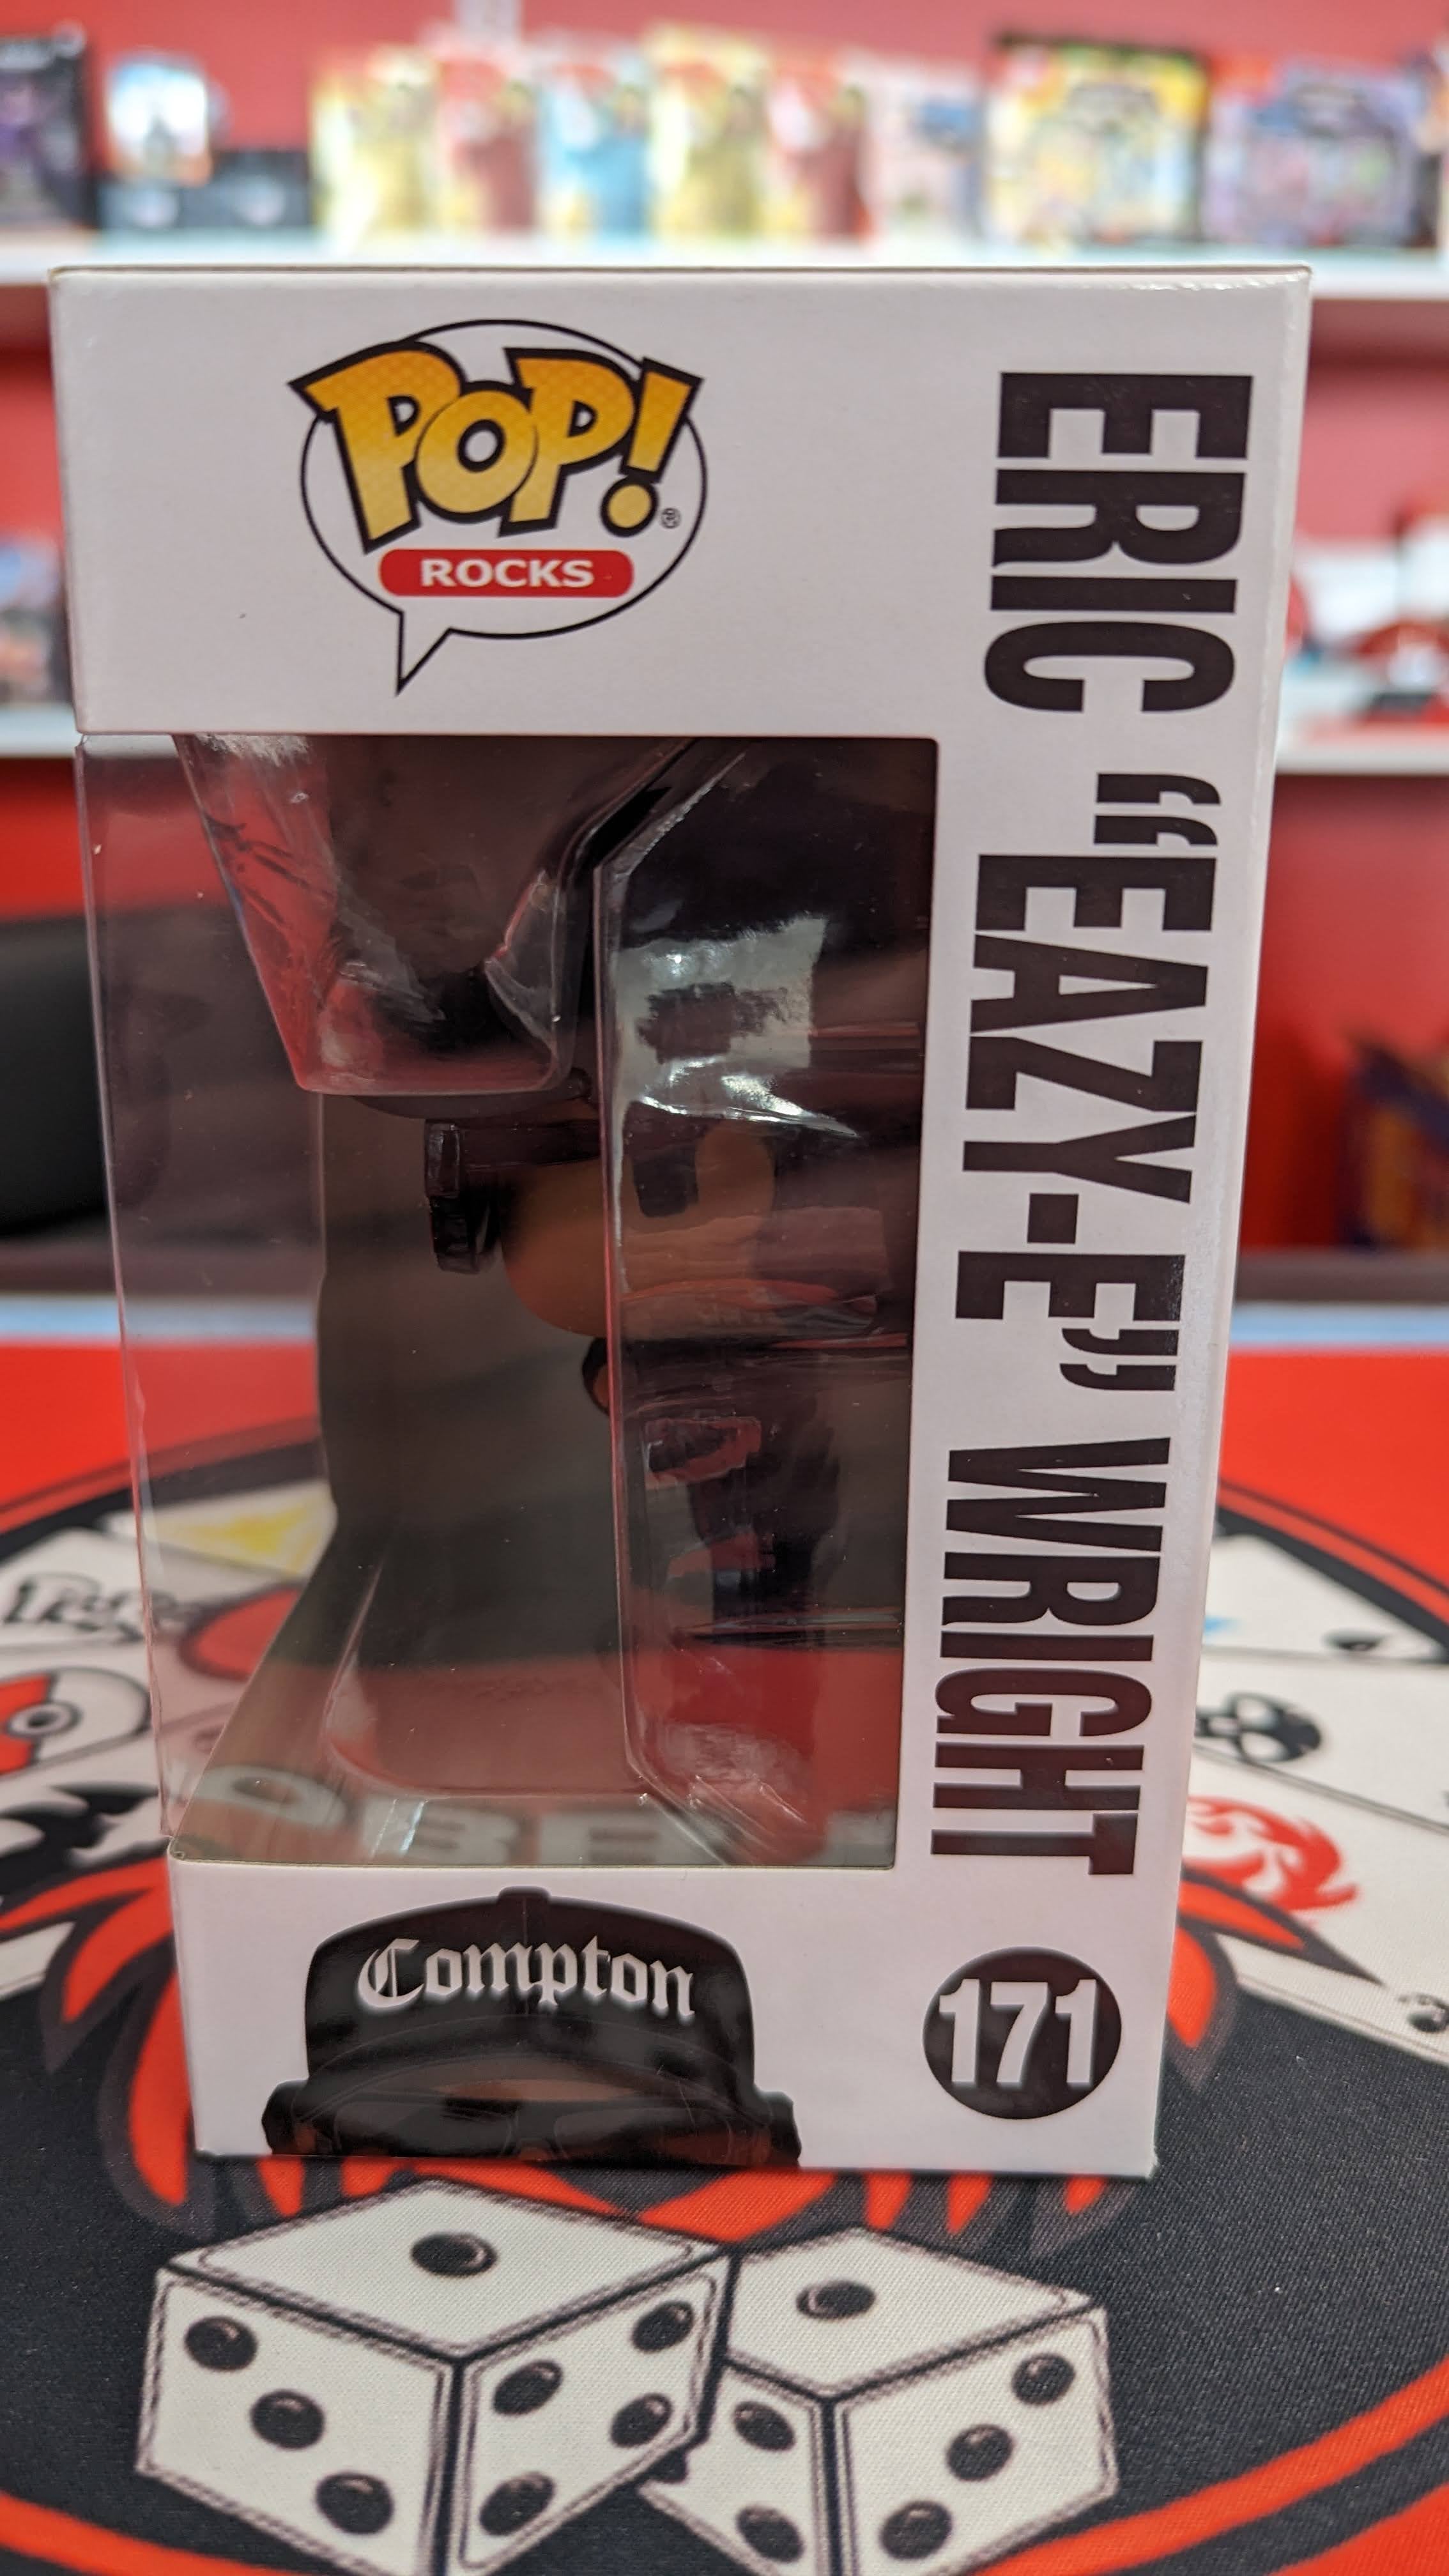 POP!®
ROCKS
ERIC “EAZY-E” WRIGHT
Compton
171